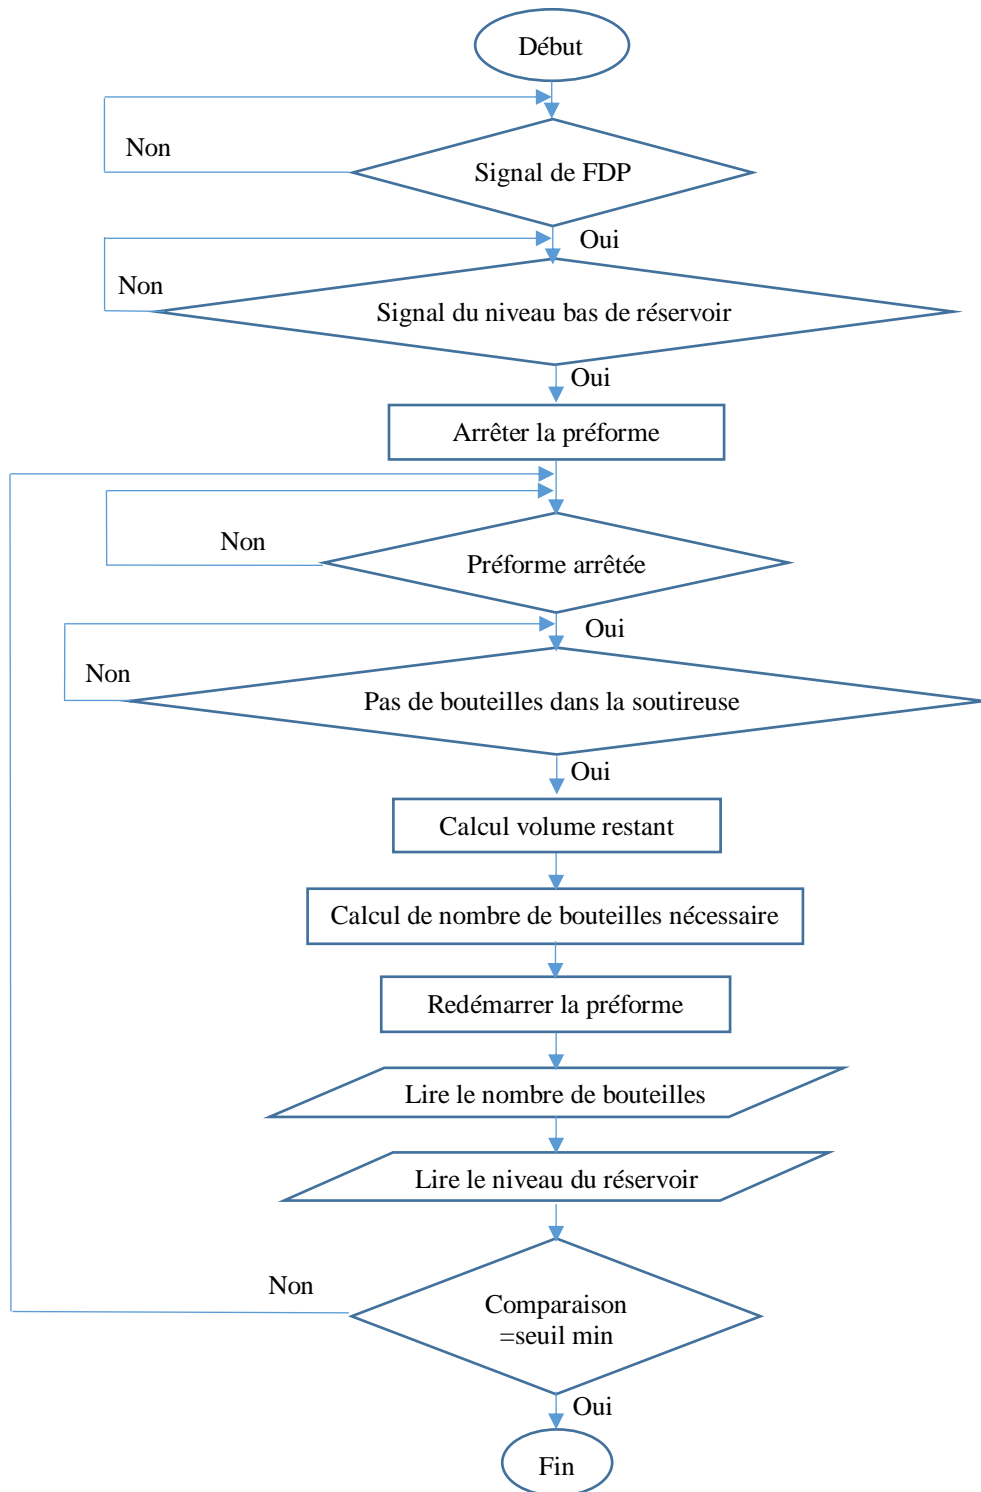 Début
Non
Signal de FDP
Oui
Non
Signal du niveau bas de réservoir
Oui
Arrêter la préforme
Non
Préforme arrêtée
Oui
Non
Pas de bouteilles dans la soutireuse
Oui
Calcul volume restant
Calcul de nombre de bouteilles nécessaire
Redémarrer la préforme
Lire le nombre de bouteilles
Lire le niveau du réservoir
Non
Comparaison
=seuil min
Oui
Fin